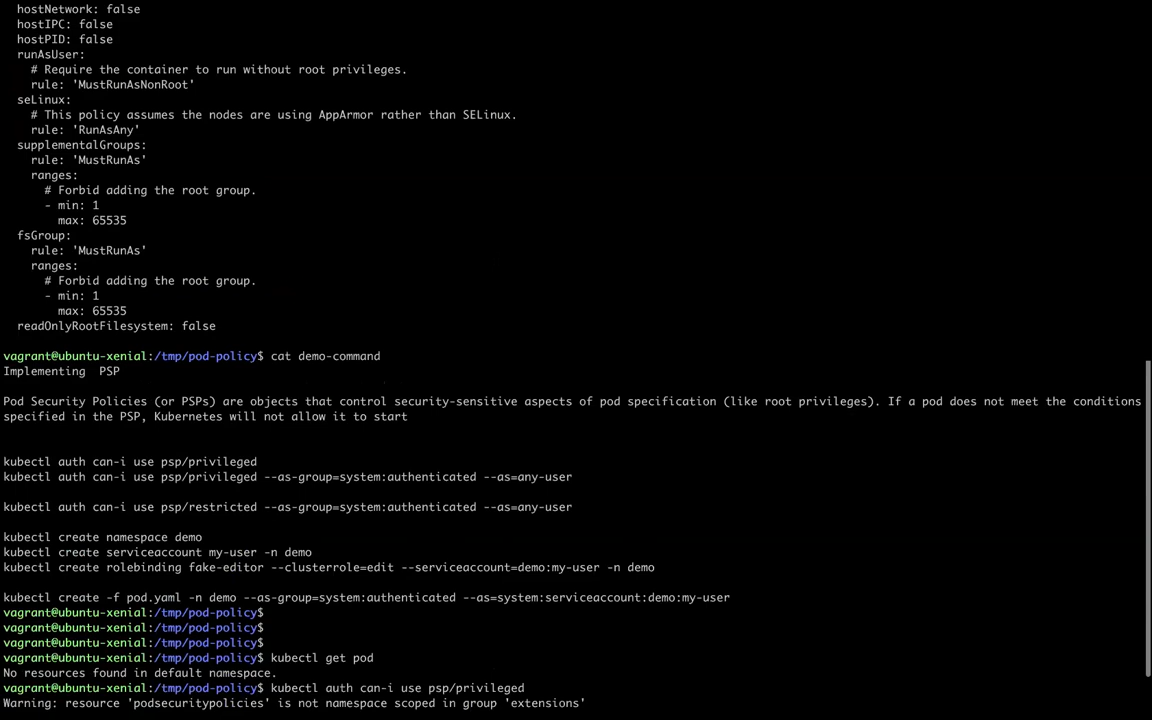 hostNetwork: false
hostIPC: false
hostPID: false
runAsUser:
# Require the container to run without root privileges.
rule: 'MustRunAsNonRoot'
seLinux:
# This policy assumes the nodes are using AppArmor rather than SELinux.
rule: 'RunAsAny'
supplementalGroups:
rule: 'MustRunAs'
ranges:
# Forbid adding the root group.
- min: 1
max: 65535
fsGroup:
rule: 'MustRunAs'
ranges:
# Forbid adding the root group.
- min: 1
max: 65535
readOnlyRootFilesystem: false
vagrant@ubuntu-xenial:/tmp/pod-policy$ cat demo-command
Implementing  PSP
Pod Security Policies (or PSPs) are objects that control security-sensitive aspects of pod specification (like root privileges). If a pod does not meet the conditions
specified in the PSP, Kubernetes will not allow it to start
kubectl auth can-i use psp/privileged
kubectl auth can-i use psp/privileged --as-group=system:authenticated --as=any-user
kubectl auth can-i use psp/restricted --as-group=system:authenticated --as=any-user
kubectl create namespace demo
kubectl create serviceaccount my-user -n demo
kubectl create rolebinding fake-editor --clusterrole=edit --serviceaccount=demo:my-user -n demo
kubectl create -f pod.yaml -n demo --as-group=system:authenticated --as=system:serviceaccount:demo:my-user
vagrant@ubuntu-xenial:/tmp/pod-policy$
vagrant@ubuntu-xenial:/tmp/pod-policy$
vagrant@ubuntu-xenial:/tmp/pod-policy$
vagrant@ubuntu-xenial:/tmp/pod-policy$ kubectl get pod
No resources found in default namespace.
vagrant@ubuntu-xenial:/tmp/pod-policy$ kubectl auth can-i use psp/privileged
Warning: resource 'podsecuritypolicies' is not namespace scoped in group 'extensions'